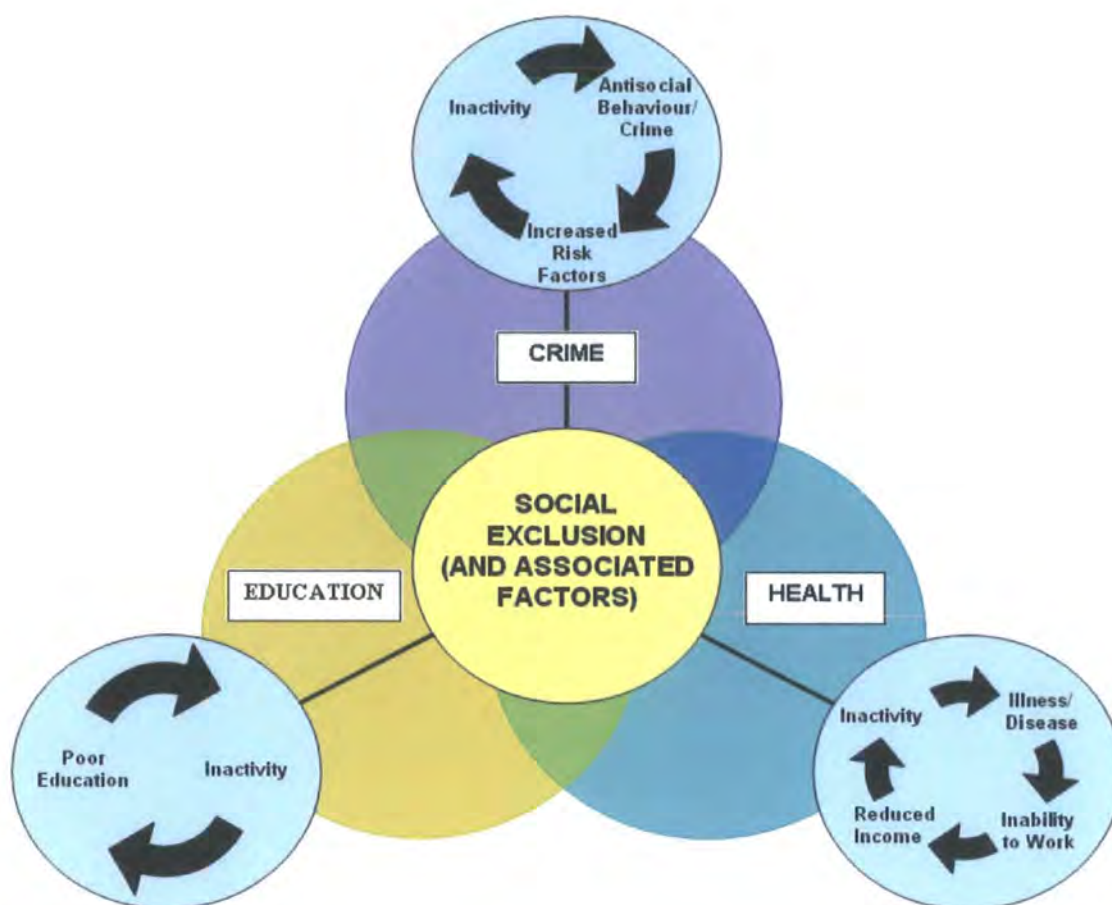 Inactivity
Antisocial
Behaviour/
Crime
Increased
Risk
Factors
CRIME
SOCIAL
EXCLUSION
(AND ASSOCIATED
FACTORS)
EDUCATION
HEALTH
Poor
Education
Inactivity
Inactivity
Illness/
Disease
Inability
to Work
Reduced
Income